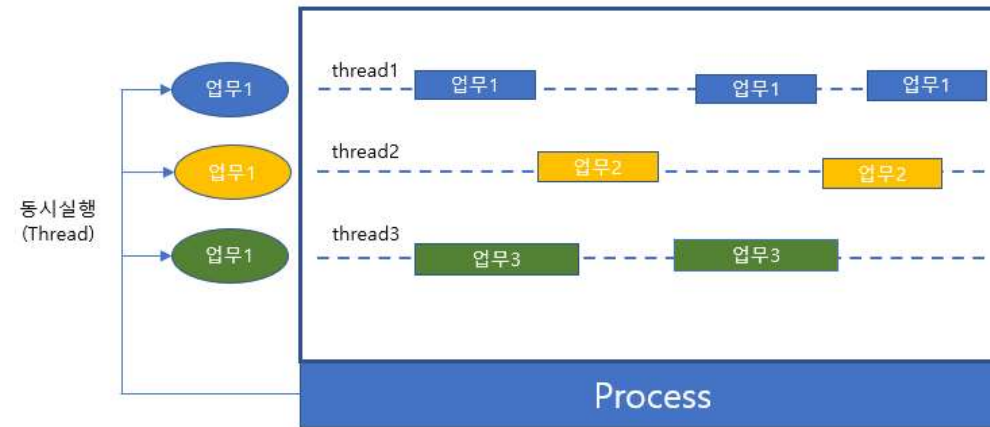 thread1
업무1
업무1
업무1
업무1
thread2
업무1
업무2
업무2
동시실행
(Thread)
thread3
업무1
업무3
업무3
Process